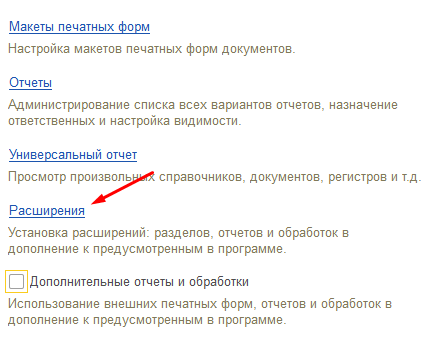 Макеты печатных форм
Настройка макетов печатных форм документов.
Отчеты
Администрирование списка всех вариантов отчетов, назначение
ответственных и настройка видимости.
Универсальный отчет
Просмотр произвольных справочников, документов, регистров и т.д.
Расширения
Установка расширений: разделов, отчетов и обработок в
дополнение к предусмотренным в программе.
Дополнительные отчеты и обработки
Использование внешних печатных форм, отчетов и обработок в
дополнение к предусмотренным в программе.